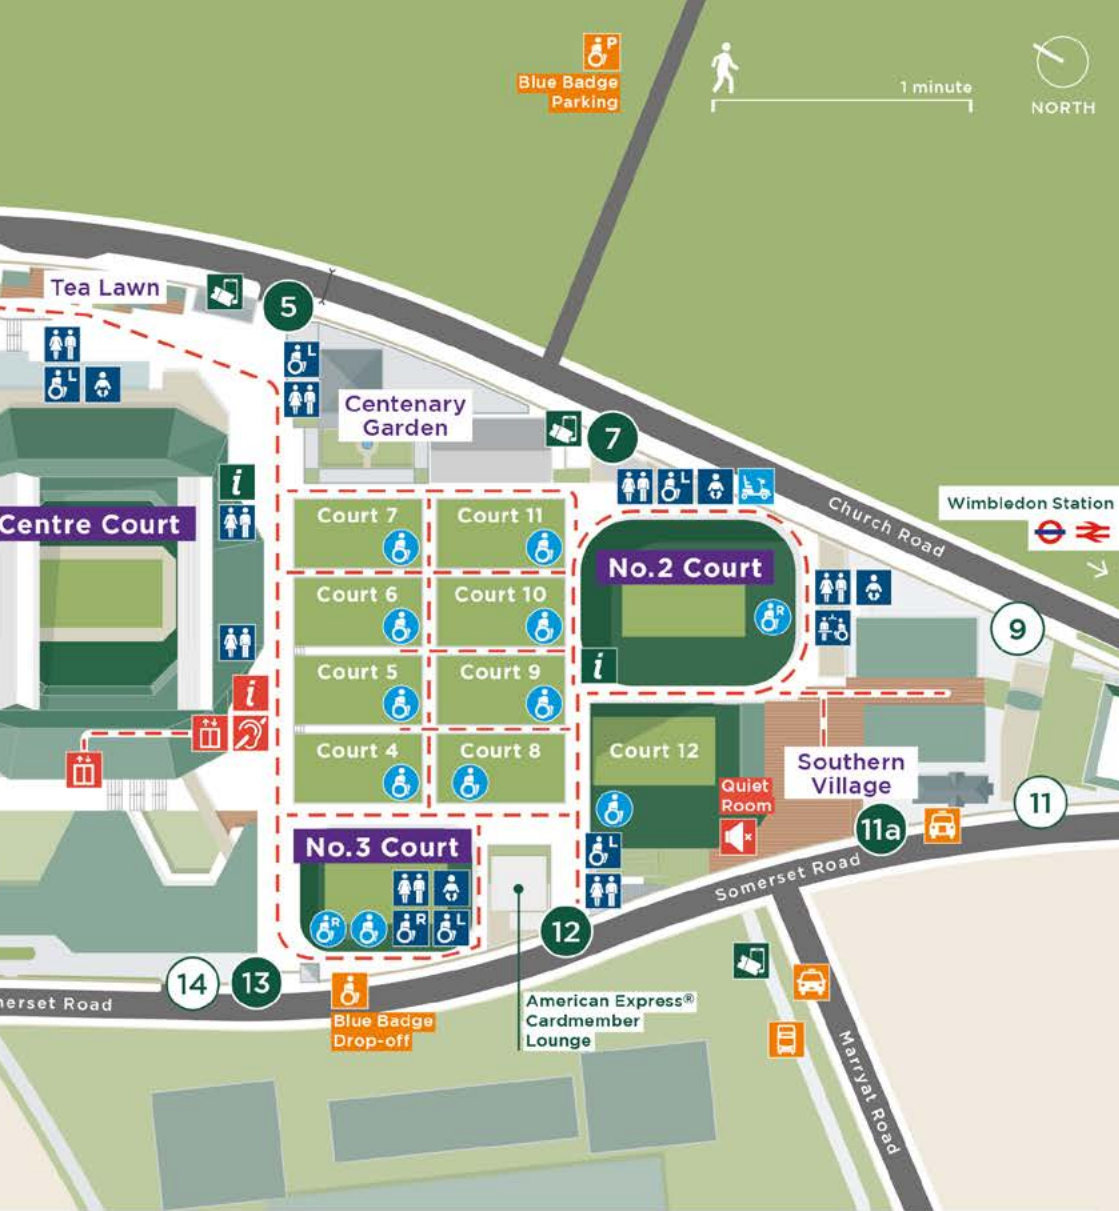 P
Blue Badge
Parking
1 minute
NORTH
Tea Lawn
5
L
L
Centenary
Garden
7
L
Church Road
Wimbledon Station
i
Centre Court
Court 7
Court 11
No.2 Court
R
Court 6
Court 10
9
i
Court 5
Court 9
i
Court 4
Court 8
Court 12
Southern
Village
Quiet
Room
11
11a
No.3 Court
L
R
R
L
Somerset Road
12
14
13
merset Road
Blue Badge
Drop-off
American Express®
Cardmember
Lounge
Marryat Road